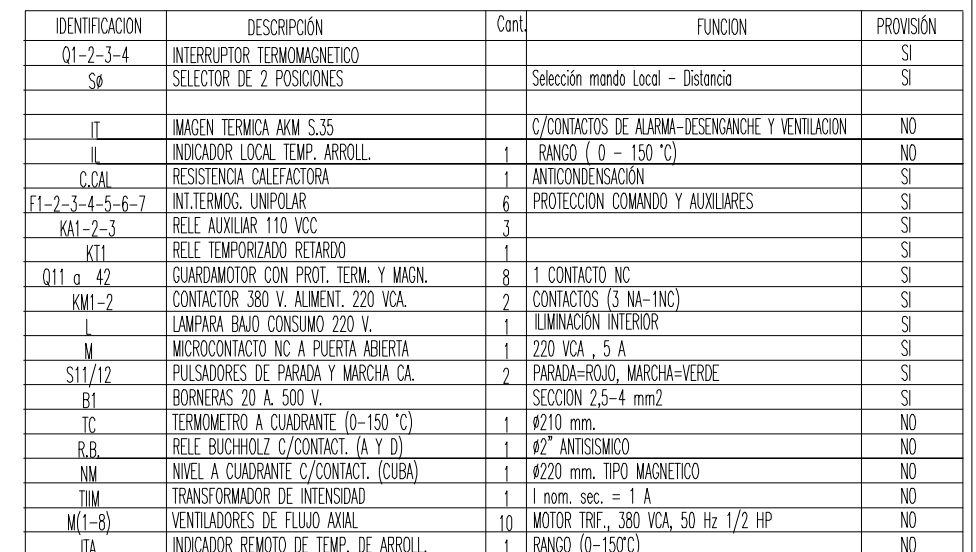 IDENTIFICACION DESCRIPCIÓN Cant. FUNCION PROVISIÓN
Q1-2-3-4 INTERRUPTOR TERMOMAGNETICO SI
Sø SELECTOR DE 2 POSICIONES Selección mando Local - Distancia SI
IT IMAGEN TERMICA AKM S.35 C/CONTACTOS DE ALARMA-DESENGANCHE Y VENTILACION NO
IL INDICADOR LOCAL TEMP. ARROLL. 1 RANGO ( 0 - 150 °C) NO
C.CAL RESISTENCIA CALEFACTORA 1 ANTICONDENSACIÓN SI
F1-2-3-4-5-6-7 INT.TERMOG. UNIPOLAR 6 PROTECCION COMANDO Y AUXILIARES SI
KA1-2-3 RELE AUXILIAR 110 VCC 3 SI
KT1 RELE TEMPORIZADO RETARDO 1 SI
Q11 a 42 GUARDAMOTOR CON PROT. TERM. Y MAGN. 8 1 CONTACTO NC SI
KM1-2 CONTACTOR 380 V. ALIMENT. 220 VCA. 2 CONTACTOS (3 NA-1NC) SI
L LAMPARA BAJO CONSUMO 220 V. 1 ILIMINACIÓN INTERIOR SI
M MICROCONTACTO NC A PUERTA ABIERTA 1 220 VCA , 5 A SI
S11/12 PULSADORES DE PARADA Y MARCHA CA. 2 PARADA=ROJO, MARCHA=VERDE SI
B1 BORNERAS 20 A. 500 V. SECCION 2,5-4 mm2 SI
TC TERMOMETRO A CUADRANTE (0-150 °C) 1 ø210 mm. NO
R.B. RELE BUCHHOLZ C/CONTACT. (A Y D) 1 ø2" ANTISISMICO NO
NM NIVEL A CUADRANTE C/CONTACT. (CUBA) 1 ø220 mm. TIPO MAGNETICO NO
TIIM TRANSFORMADOR DE INTENSIDAD 1 I nom. sec. = 1 A NO
M(1-8) VENTILADORES DE FLUJO AXIAL 10 MOTOR TRIF., 380 VCA, 50 Hz 1/2 HP NO
ITA INDICADOR REMOTO DE TEMP. DE ARROLL. 1 RANGO (0-150°C) NO